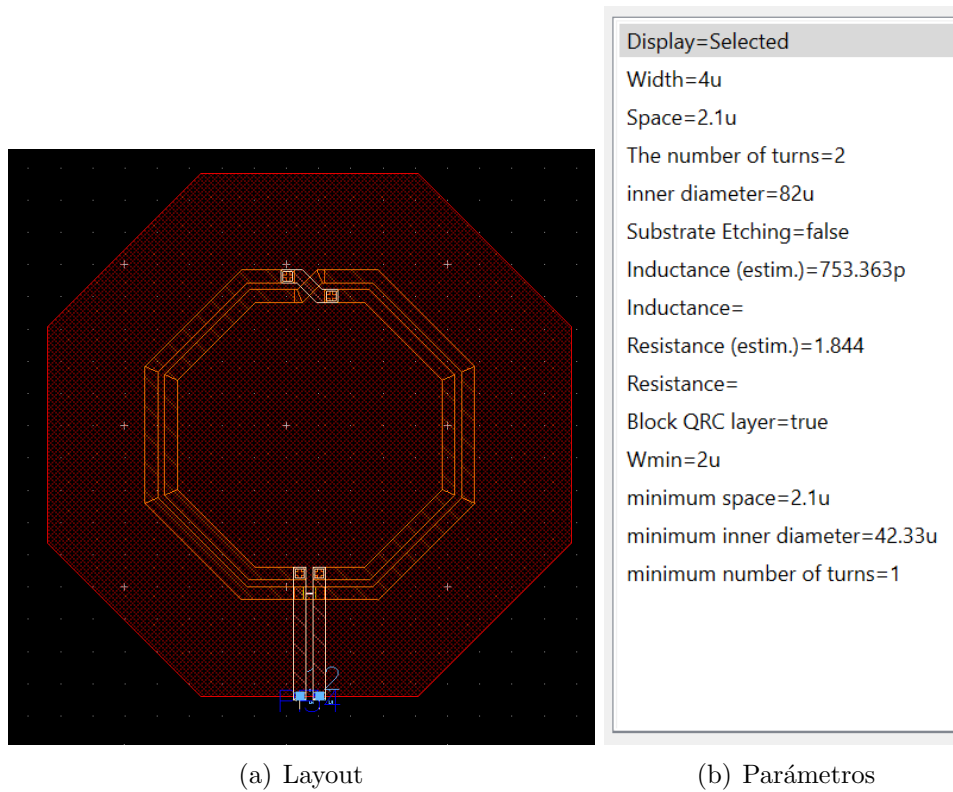 Display=Selected
Width=4u
Space=2.1u
The number of turns=2
inner diameter=82u
Substrate Etching=false
Inductance (estim.)=753.363p
Inductance=
Resistance (estim.)=1.844
Resistance=
Block QRC layer=true
Wmin=2u
minimum space=2.1u
minimum inner diameter=42.33u
minimum number of turns=1
(a) Layout
(b) Parámetros